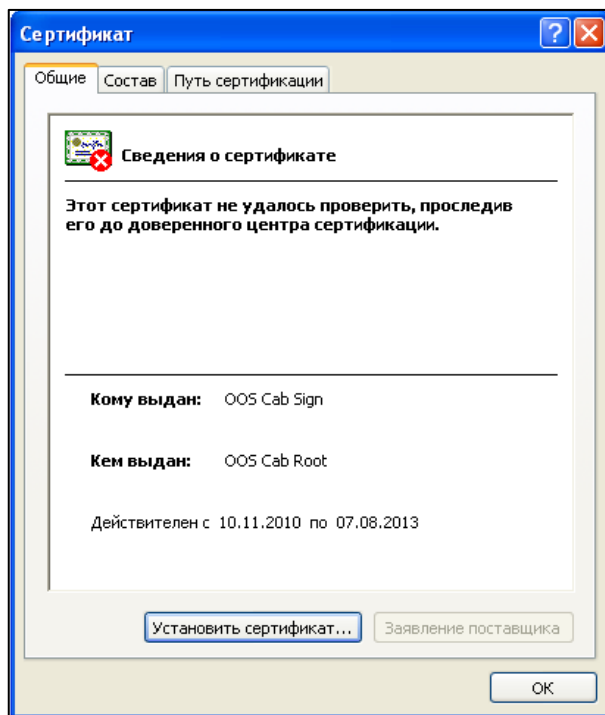 Сертификат
Общие Состав Путь сертификации
Сведения о сертификате
Этот сертификат не удалось проверить, проследив
его до доверенного центра сертификации.
Кому выдан: OOS Cab Sign
Кем выдан: OOS Cab Root
Действителен с 10.11.2010 по 07.08.2013
Установить сертификат... Заявление поставщика
ОК